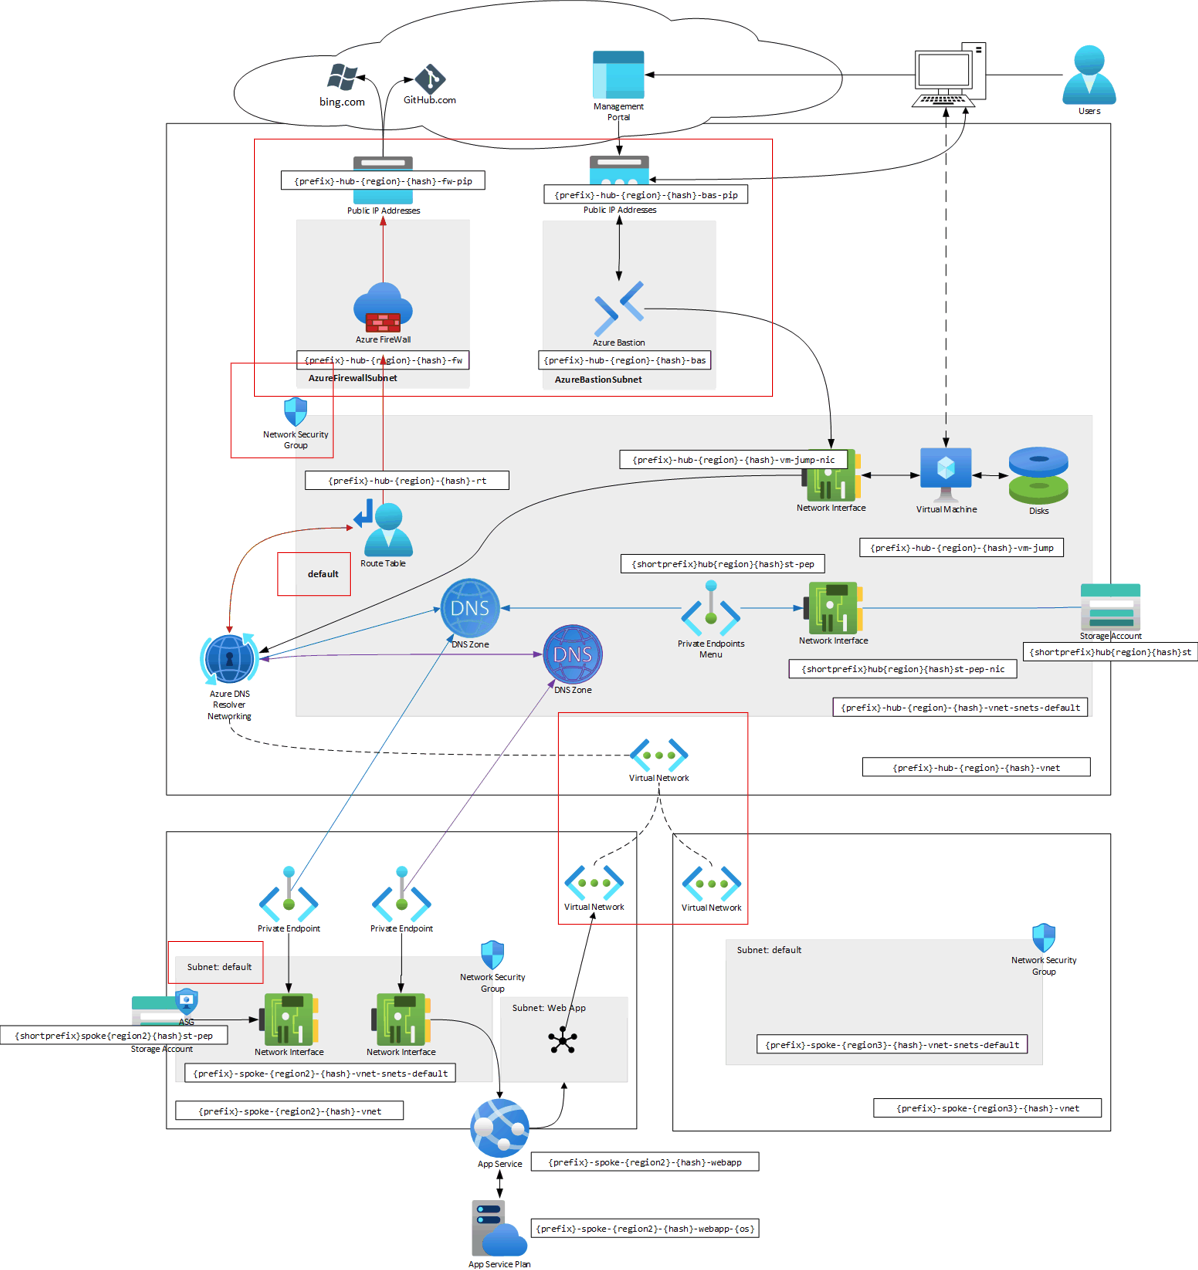 bing.com
GitHub.com
Management
Portal
Users
{prefix}-hub-{region}-{hash}-fw-pip
Public IP Addresses
{prefix}-hub-{region}-{hash}-bas-pip
Public IP Addresses
Azure FireWall
{prefix}-hub-{region}-{hash}-fw
AzureFirewallSubnet
Azure Bastion
{prefix}-hub-{region}-{hash}-bas
AzureBastionSubnet
Network Security
Group
{prefix}-hub-{region}-{hash}-rt
Route Table
default
{prefix}-hub-{region}-{hash}-vm-jump-nic
Network Interface
Virtual Machine
Disks
{prefix}-hub-{region}-{hash}-vm-jump
{shortprefix}hub{region}{hash}st-pep
DNS
DNS Zone
DNS
DNS Zone
Private Endpoints
Menu
Network Interface
Storage Account
{shortprefix}hub{region}{hash}st
{shortprefix}hub{region}{hash}st-pep-nic
{prefix}-hub-{region}-{hash}-vnet-snets-default
Azure DNS
Resolver
Networking
Virtual Network
{prefix}-hub-{region}-{hash}-vnet
Private Endpoint
Private Endpoint
Virtual Network
Virtual Network
Subnet: default
Network Security
Group
Subnet: default
Network Security
Group
Subnet: Web App
ASG
{shortprefix}spoke{region2}{hash}st-pep
Storage Account
Network Interface
Network Interface
{prefix}-spoke-{region2}-{hash}-vnet-snets-default
{prefix}-spoke-{region2}-{hash}-vnet
{prefix}-spoke-{region3}-{hash}-vnet-snets-default
{prefix}-spoke-{region3}-{hash}-vnet
App Service
{prefix}-spoke-{region2}-{hash}-webapp
{prefix}-spoke-{region2}-{hash}-webapp-{os}
App Service Plan